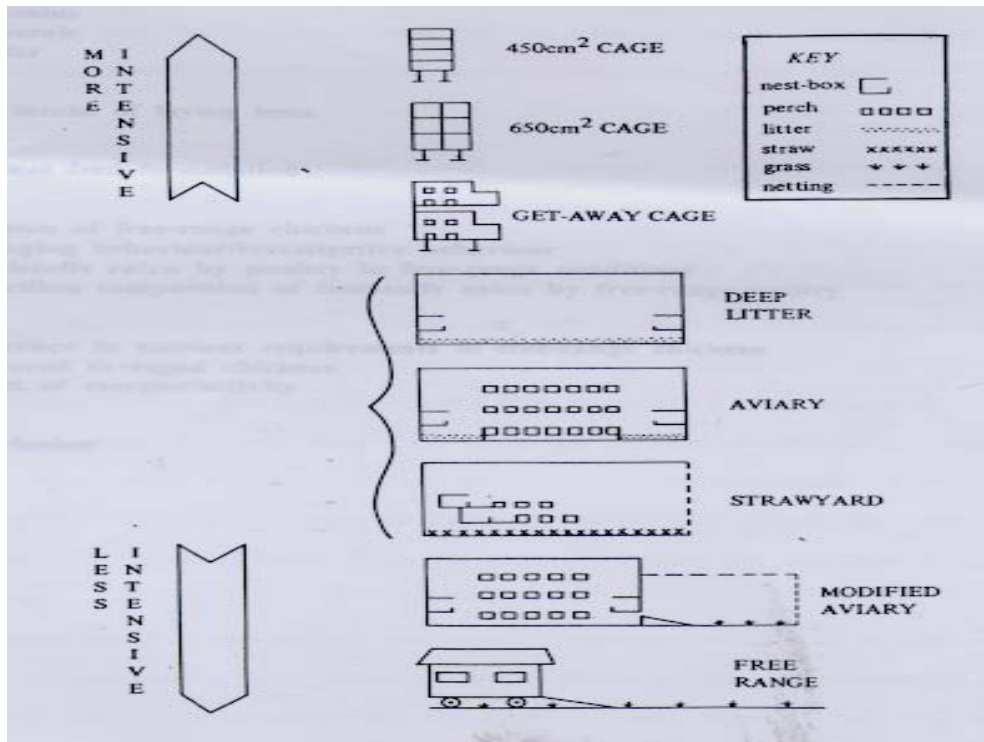 MORE INTENSIVE
450cm² CAGE
650cm² CAGE
GET-AWAY CAGE
KEY
nest-box
perch
litter
straw
grass
netting
DEEP
LITTER
AVIARY
STRAWYARD
LESS INTENSIVE
MODIFIED
AVIARY
FREE
RANGE